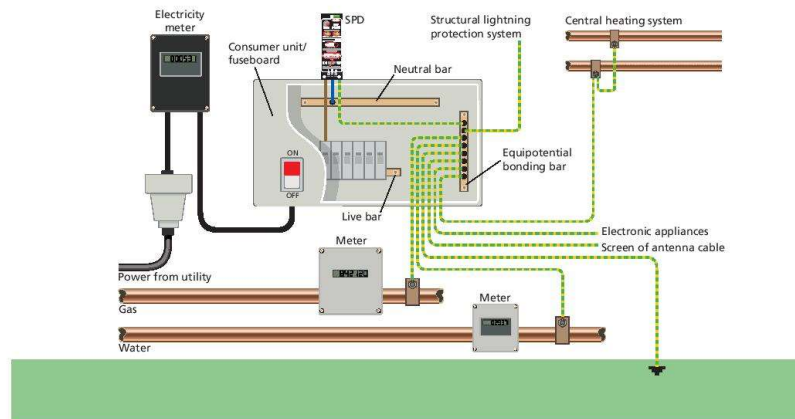 Electricity
meter
SPD
Structural lightning
protection system
Central heating system
Consumer unit/
fuseboard
Neutral bar
ON
OFF
Equipotential
bonding bar
Live bar
Electronic appliances
Screen of antenna cable
Meter
Power from utility
Gas
Meter
Water